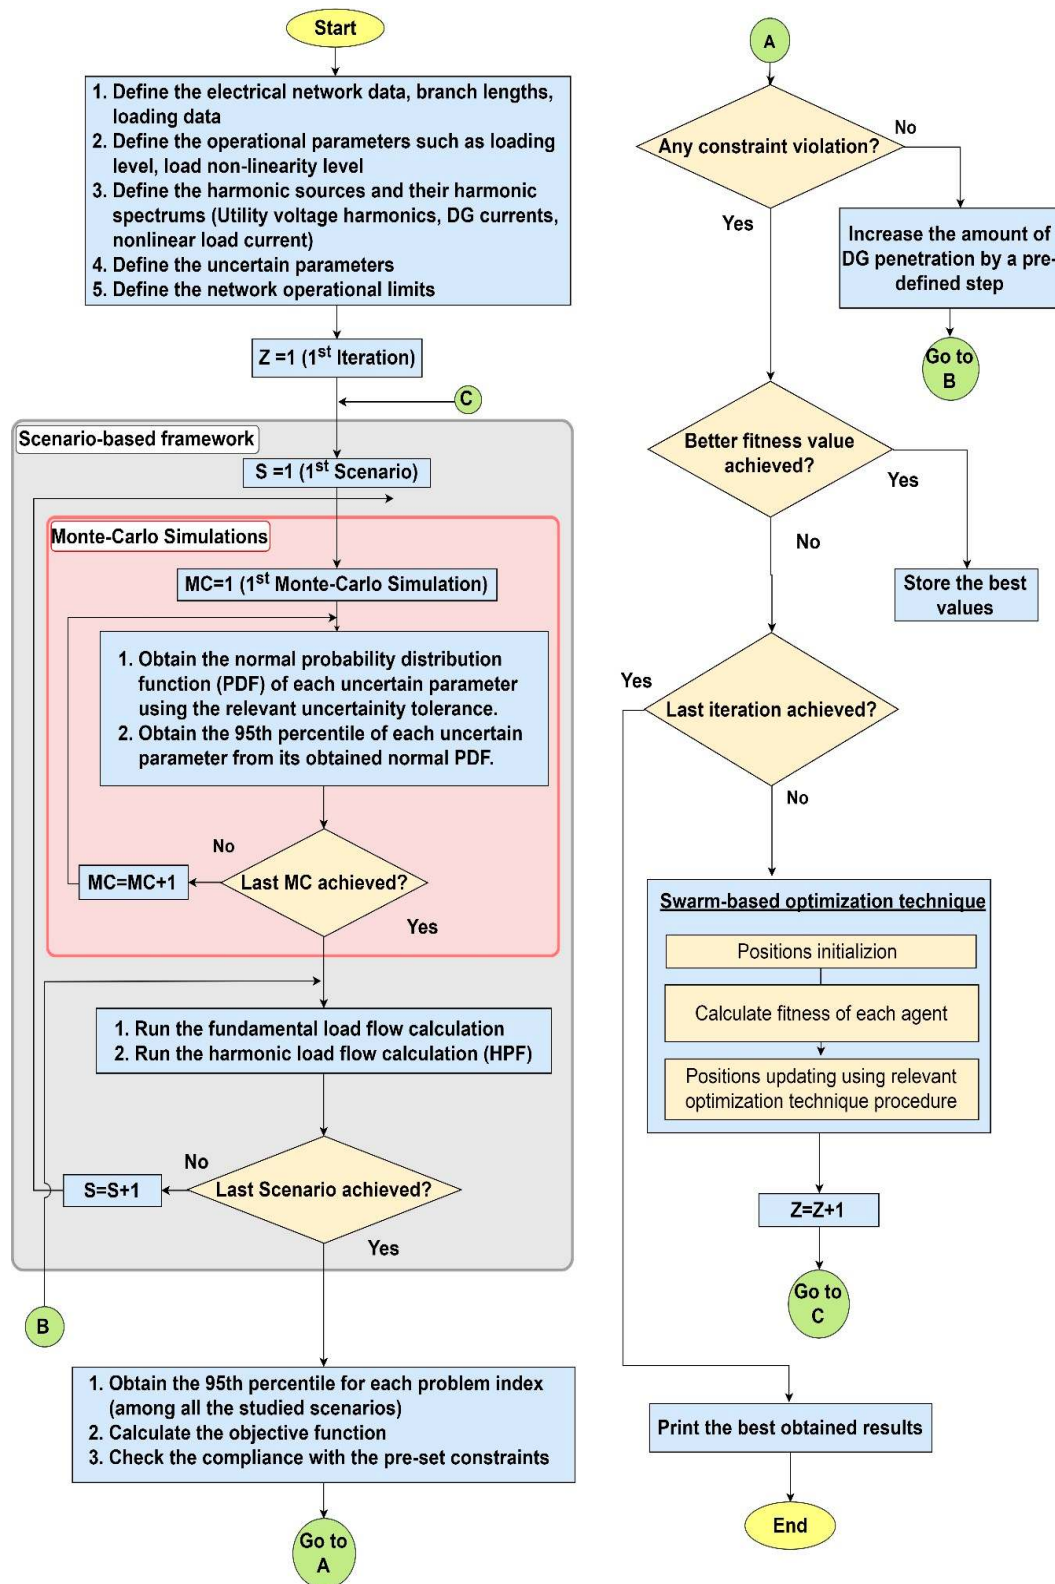 Start
1. Define the electrical network data, branch lengths,
loading data
2. Define the operational parameters such as loading
level, load non-linearity level
3. Define the harmonic sources and their harmonic
spectrums (Utility voltage harmonics, DG currents,
nonlinear load current)
4. Define the uncertain parameters
5. Define the network operational limits
Z =1 (1st Iteration)
C
Scenario-based framework
S =1 (1st Scenario)
Monte-Carlo Simulations
MC=1 (1st Monte-Carlo Simulation)
1. Obtain the normal probability distribution
function (PDF) of each uncertain parameter
using the relevant uncertainity tolerance.
2. Obtain the 95th percentile of each uncertain
parameter from its obtained normal PDF.
No
MC=MC+1
Last MC achieved?
Yes
1. Run the fundamental load flow calculation
2. Run the harmonic load flow calculation (HPF)
No
S=S+1
Last Scenario achieved?
Yes
B
1. Obtain the 95th percentile for each problem index
(among all the studied scenarios)
2. Calculate the objective function
3. Check the compliance with the pre-set constraints
Go to
A
A
Any constraint violation?
No
Yes
Increase the amount of
DG penetration by a pre-
defined step
Go to
B
Better fitness value
achieved?
Yes
No
Store the best
values
Yes
Last iteration achieved?
No
Swarm-based optimization technique
Positions initializion
Calculate fitness of each agent
Positions updating using relevant
optimization technique procedure
Z=Z+1
Go to
C
Print the best obtained results
End